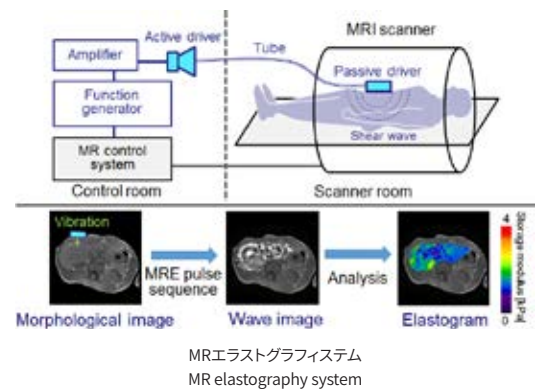 MRI scanner
Active driver
Tube
Amplifier
Passive driver
Function
generator
MR control
system
Shear wave
Control room
Scanner room
Vibration
MRE pulse
sequence
Analysis
4
0
Storage modulus [kPa]
Morphological image
Wave image
Elastogram
MRエラストグラフィステム
MR elastography system